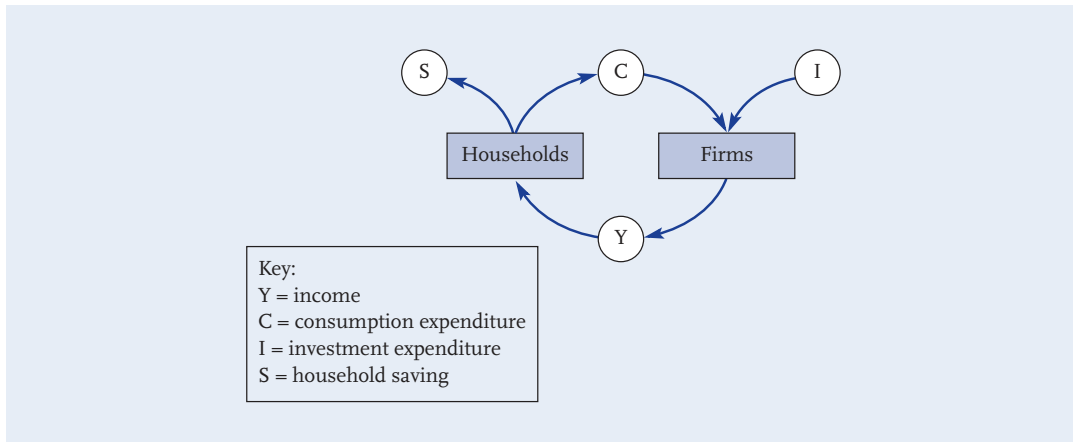 S
C
I
Households
Firms
Y
Key:
Y = income
C = consumption expenditure
I = investment expenditure
S = household saving